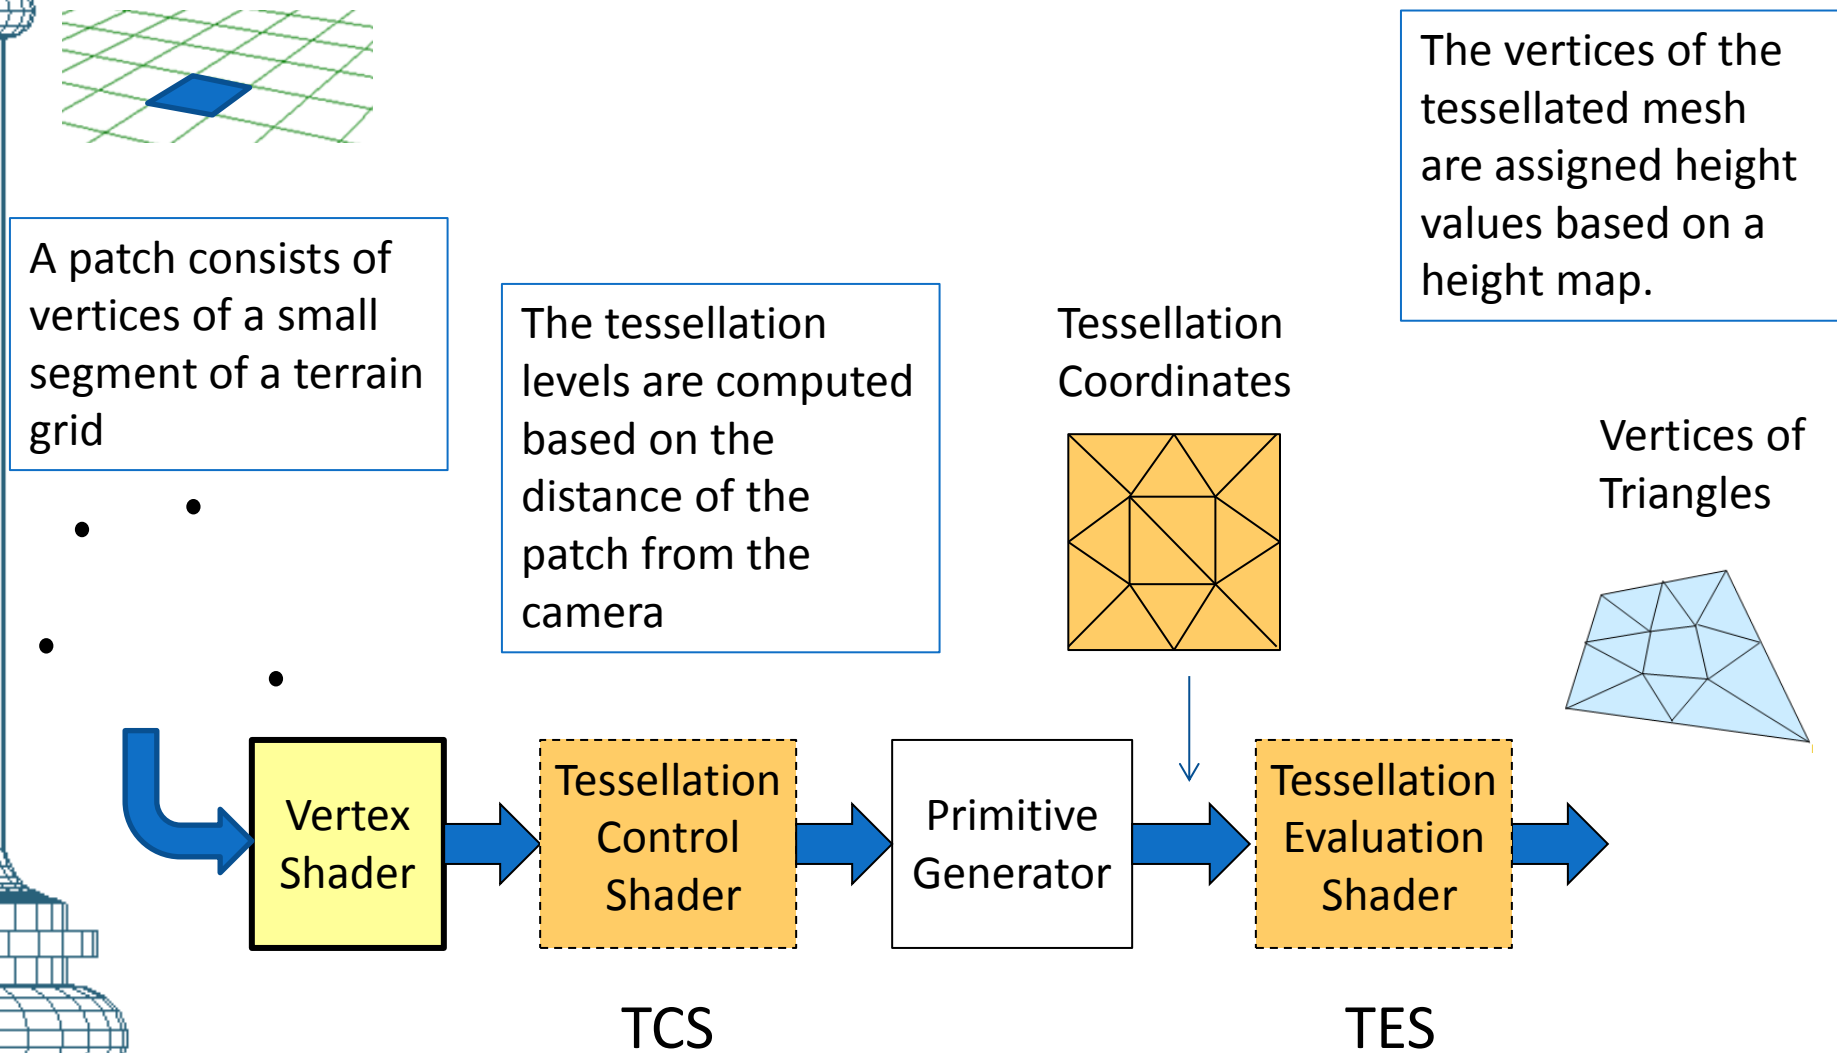 A patch consists of
vertices of a small
segment of a terrain
grid
The tessellation
levels are computed
based on the
distance of the
patch from the
camera
Tessellation
Coordinates
The vertices of the
tessellated mesh
are assigned height
values based on a
height map.
Vertices of
Triangles
Vertex
Shader
Tessellation
Control
Shader
Primitive
Generator
Tessellation
Evaluation
Shader
TCS
TES